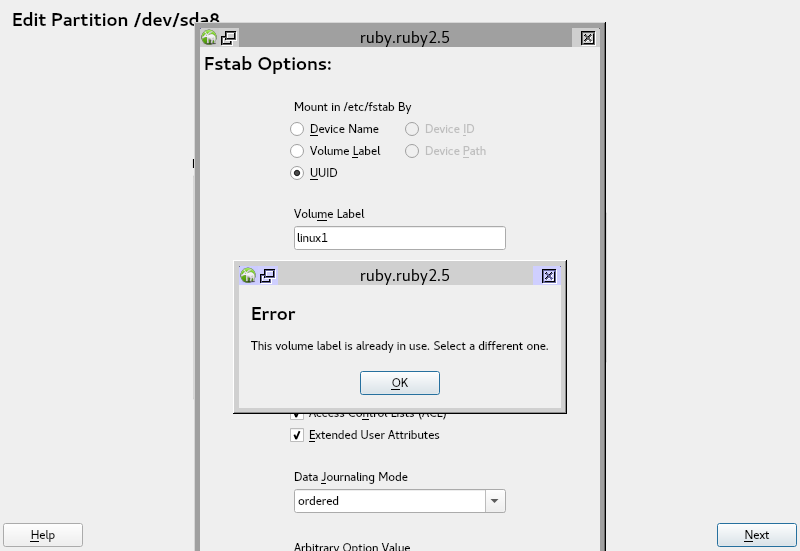 Edit Partition /dev/sda8
ruby.ruby2.5
Fstab Options:
Mount in /etc/fstab By
Device Name
Device ID
Volume Label
Device Path
UUID
Volume Label
linux1
ruby.ruby2.5
Error
This volume label is already in use. Select a different one.
OK
Access Control Lists (ACL)
Extended User Attributes
Data Journaling Mode
ordered
Arbitrary Option Value
Help
Next